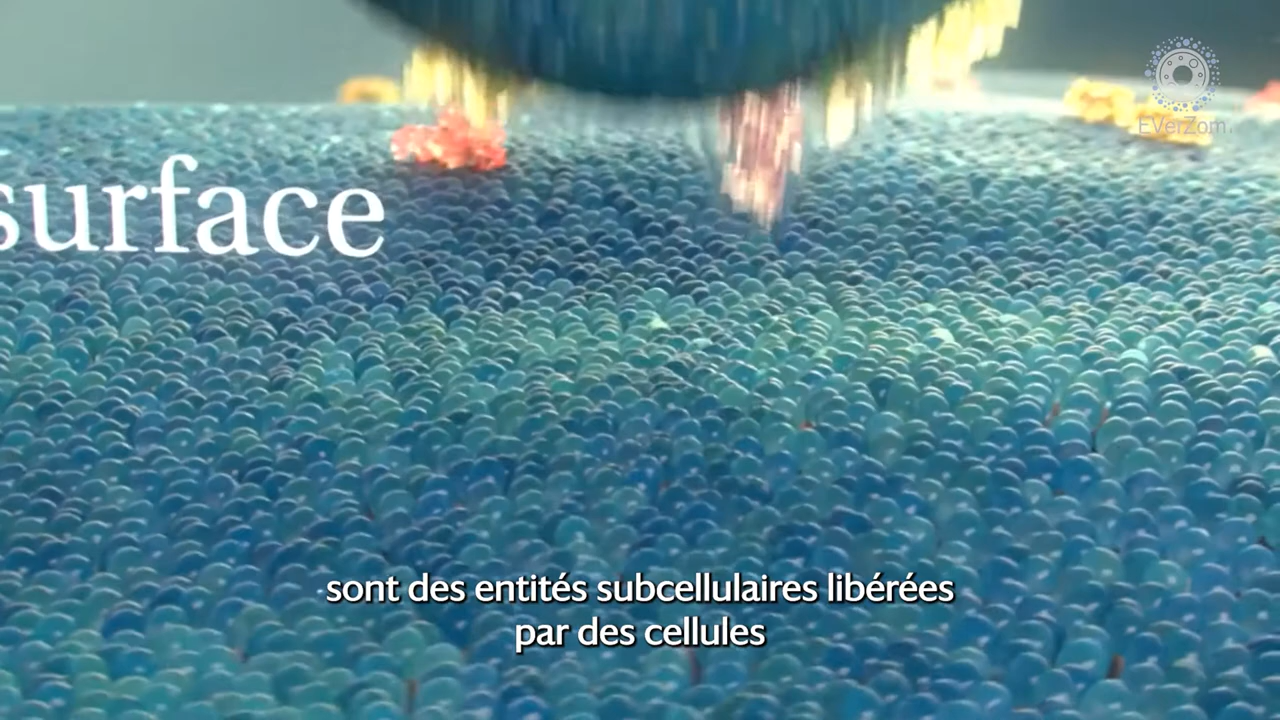 EVerZom.
surface
sont des entités subcellulaires libérées
par des cellules